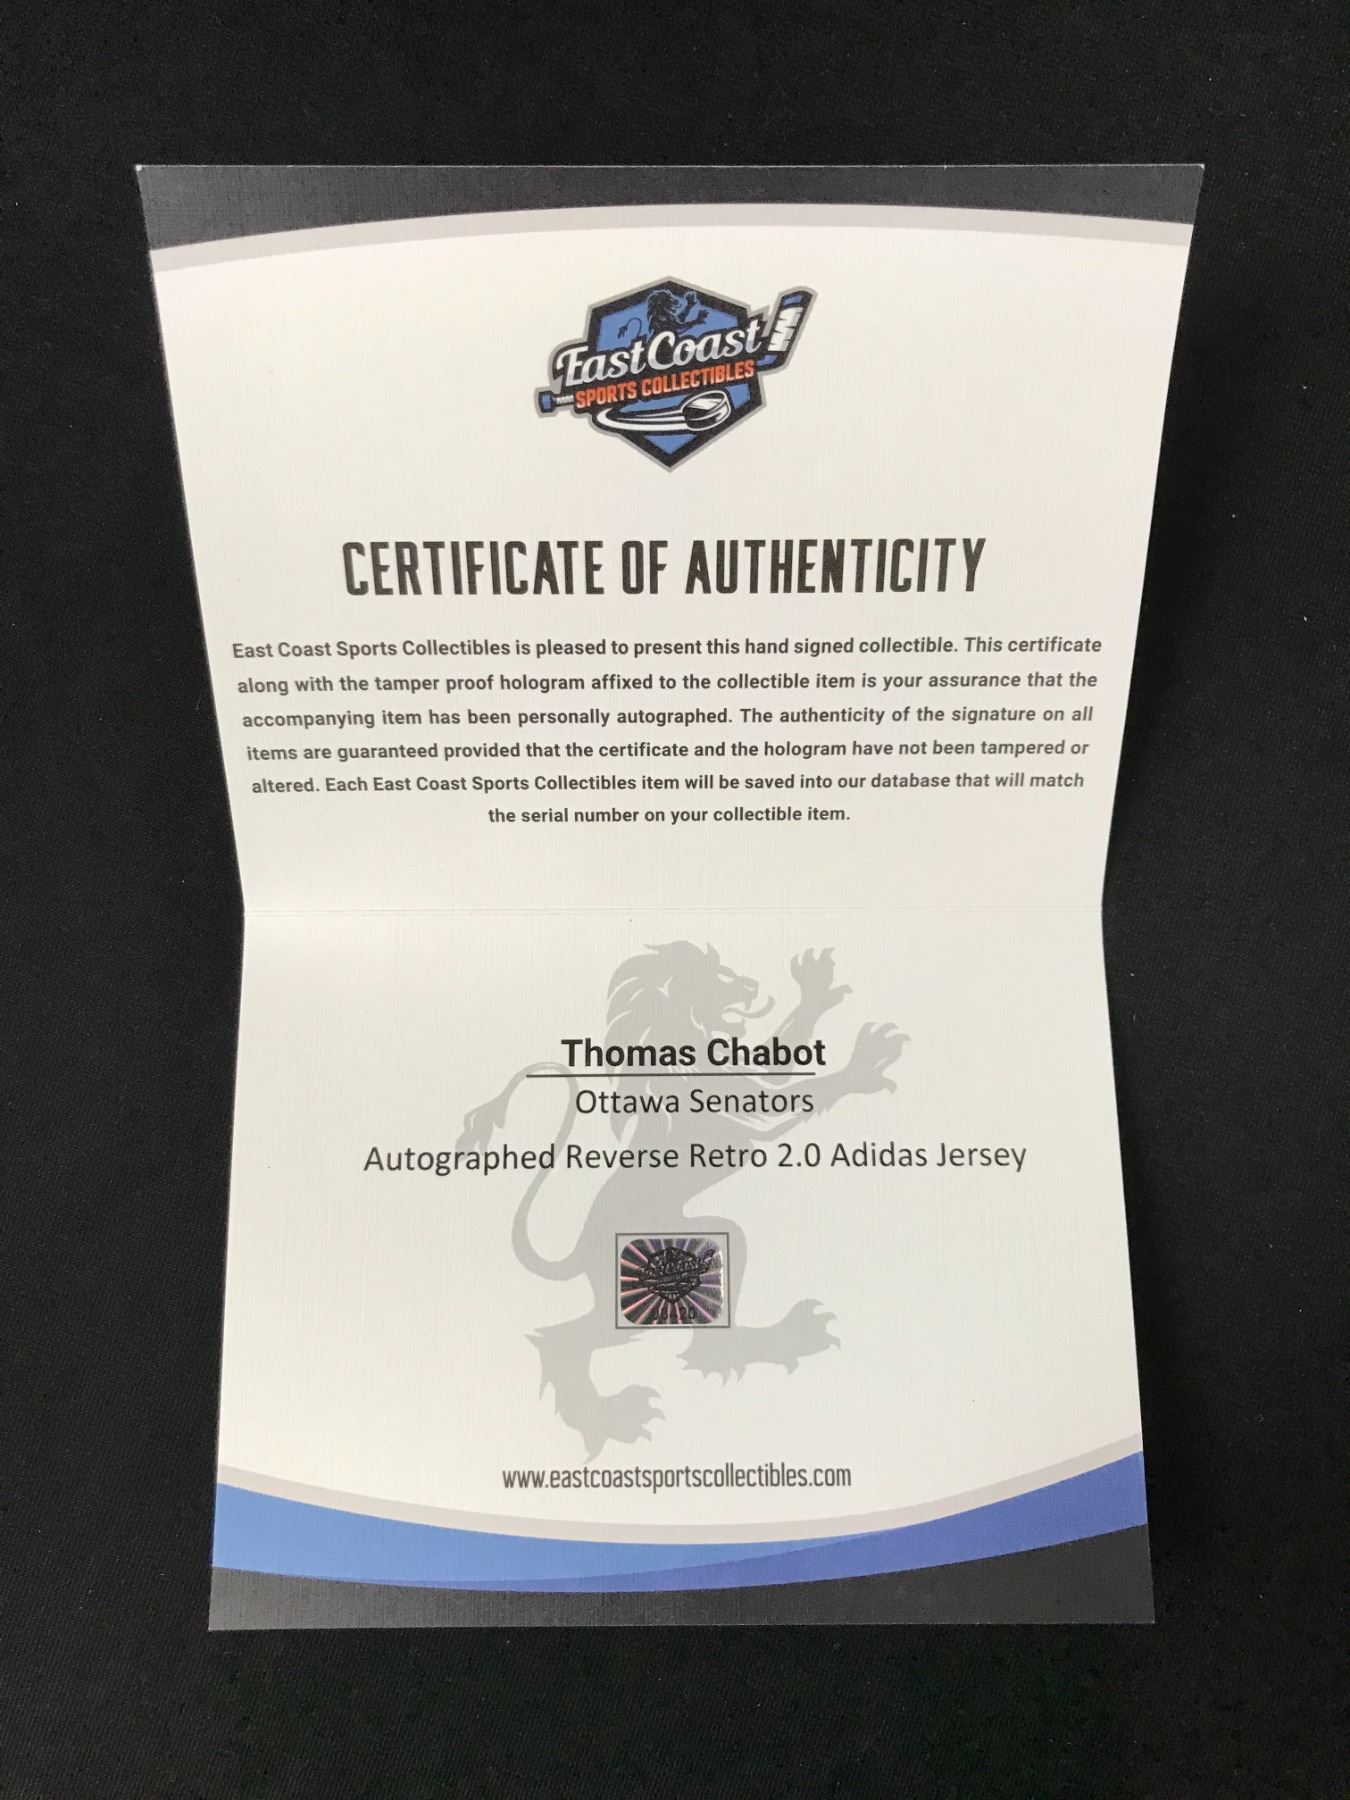 East Coast
SPORTS COLLECTIBLES
CERTIFICATE OF AUTHENTICITY
East Coast Sports Collectibles is pleased to present this hand signed collectible. This certificate
along with the tamper proof hologram affixed to the collectible item is your assurance that the
accompanying item has been personally autographed. The authenticity of the signature on all
items are guaranteed provided that the certificate and the hologram have not been tampered or
altered. Each East Coast Sports Collectibles item will be saved into our database that will match
the serial number on your collectible item.
Thomas Chabot
Ottawa Senators
Autographed Reverse Retro 2.0 Adidas Jersey
www.eastcoastsportscollectibles.com